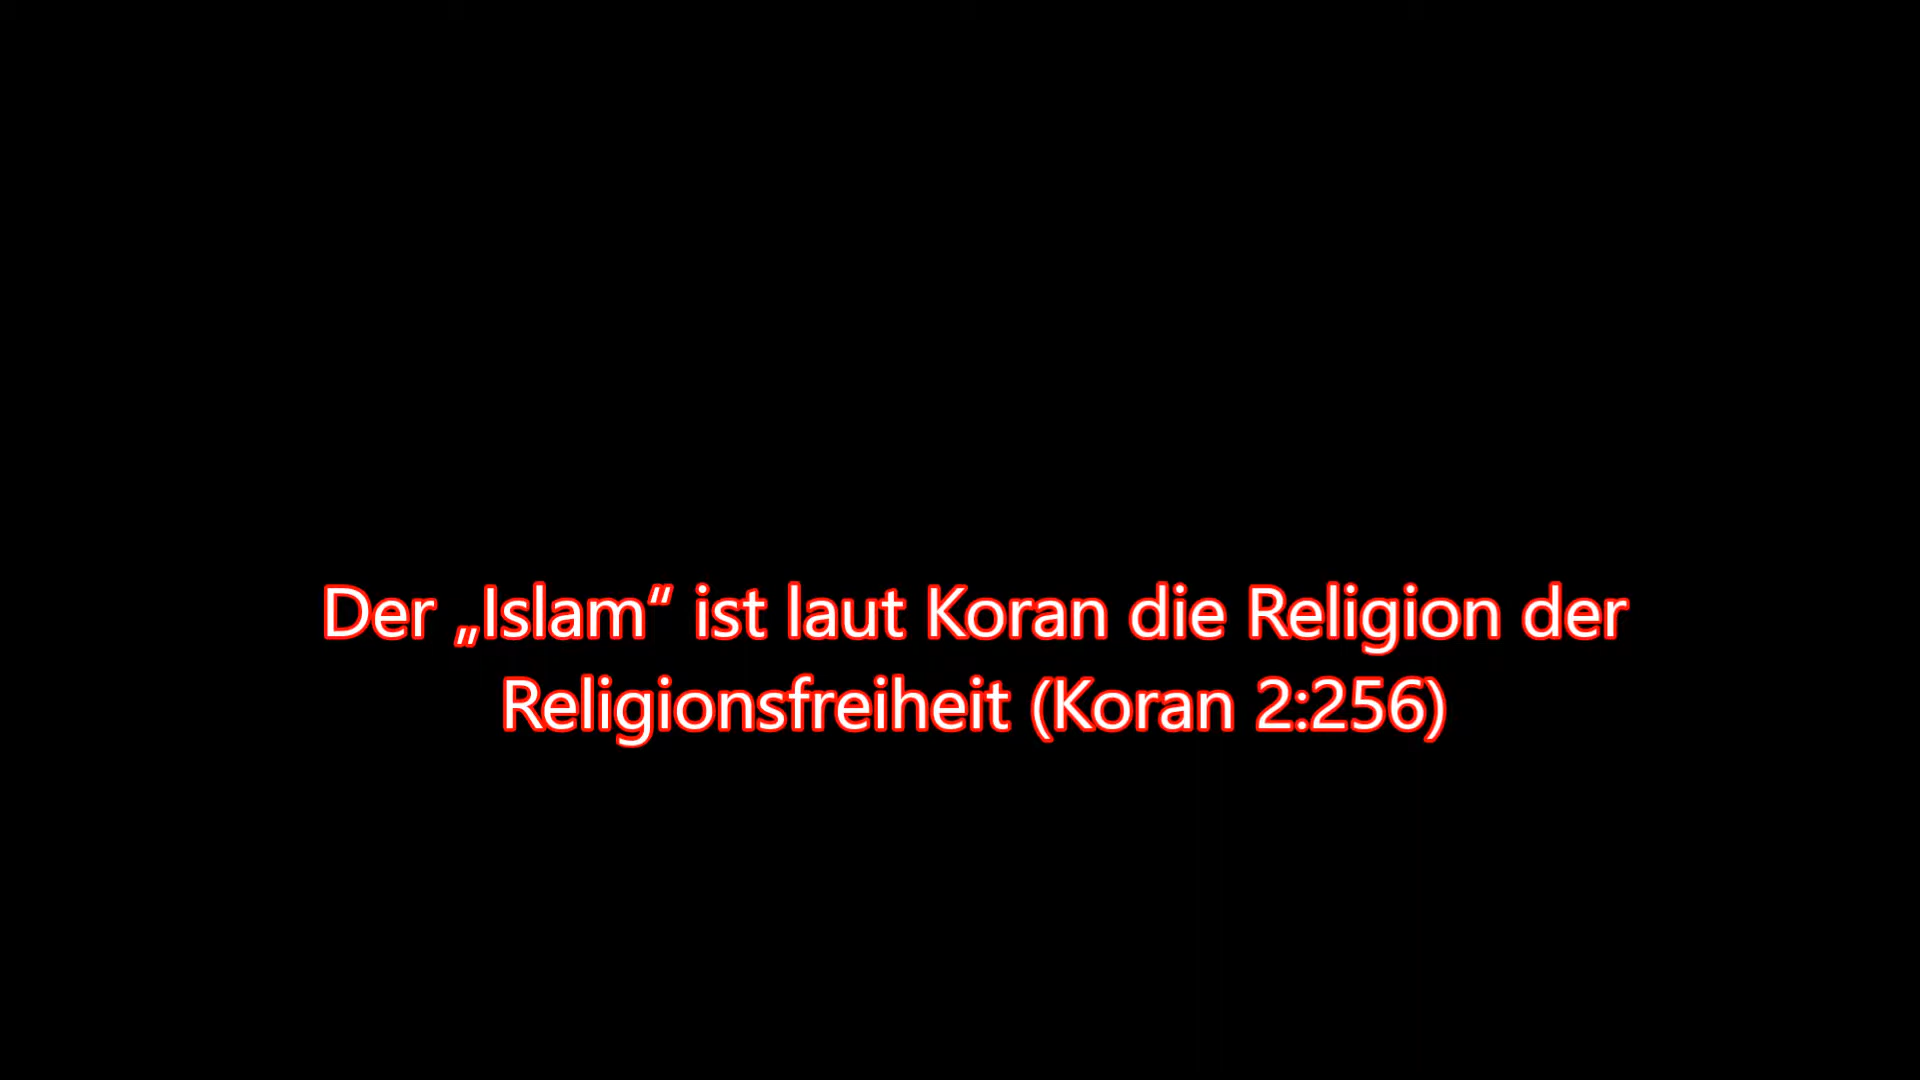 Der „Islam“ ist laut Koran die Religion der
Religionsfreiheit (Koran 2:256)